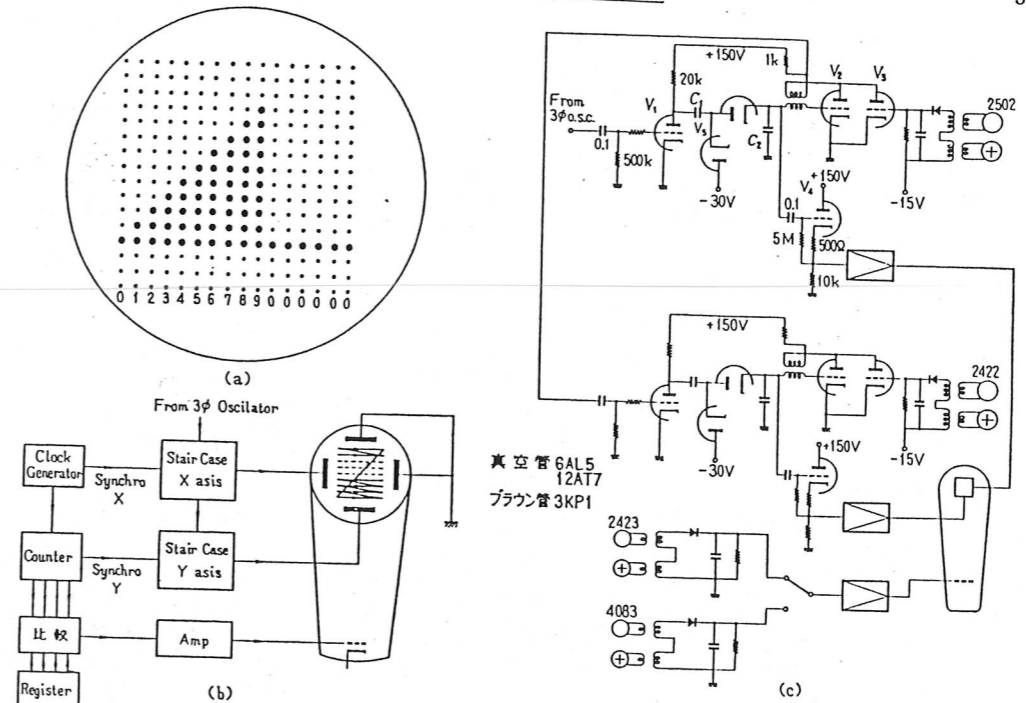 0 1 2 3 4 5 6 7 8 9 0 0 0 0 0 0
(a)
From 3φ Oscilator
Clock
Generator
Synchro
X
Stair Case
X asis
Counter
Synchro
Y
Stair Case
Y asis
比較
Amp
Register
(b)
+150V
1k
20k
V₂
V₃
From
3φ o.s.c.
V₁
C₁
V₅
2502
0.1
500k
C₂
+150V
V₄
-30V
-15V
0.1
5M
500Ω
10k
+150V
2422
+150V
-30V
-15V
真空管 6AL5
12AT7
ブラウン管 3KP1
2423
4083
(c)